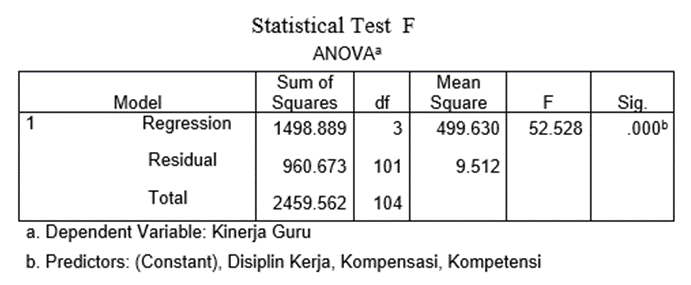 Statistical Test F
ANOVAa
Model Sum of Squares df Mean Square F Sig.
1 Regression 1498.889 3 499.630 52.528 .000b
Residual 960.673 101 9.512
Total 2459.562 104
a. Dependent Variable: Kinerja Guru
b. Predictors: (Constant), Disiplin Kerja, Kompensasi, Kompetensi